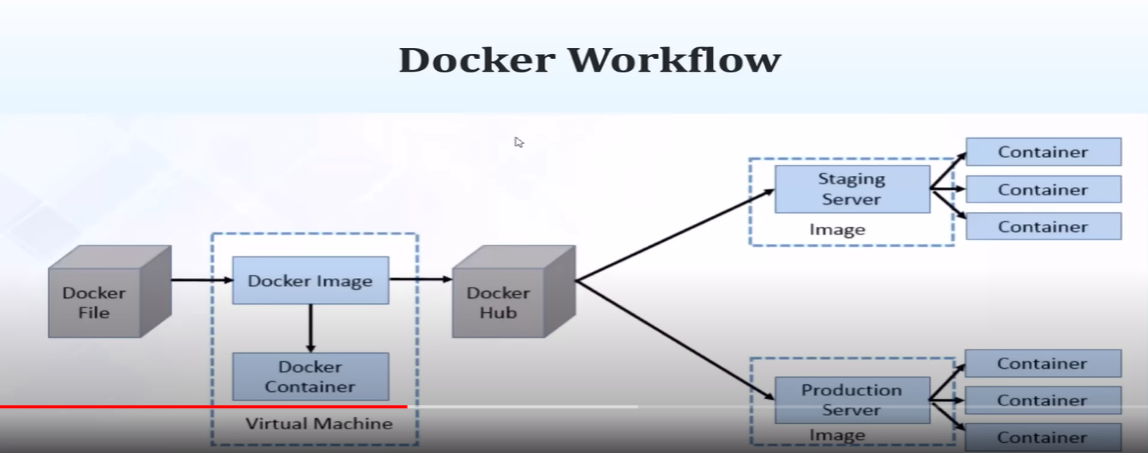 Docker Workflow
Docker
File
Docker Image
Docker
Container
Virtual Machine
Docker
Hub
Staging
Server
Image
Container
Container
Container
Production
Server
Image
Container
Container
Container